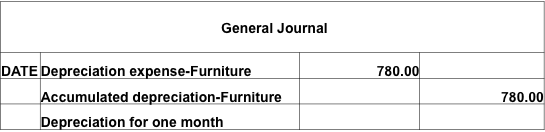 General Journal
DATE Depreciation expense-Furniture 780.00
Accumulated depreciation-Furniture 780.00
Depreciation for one month